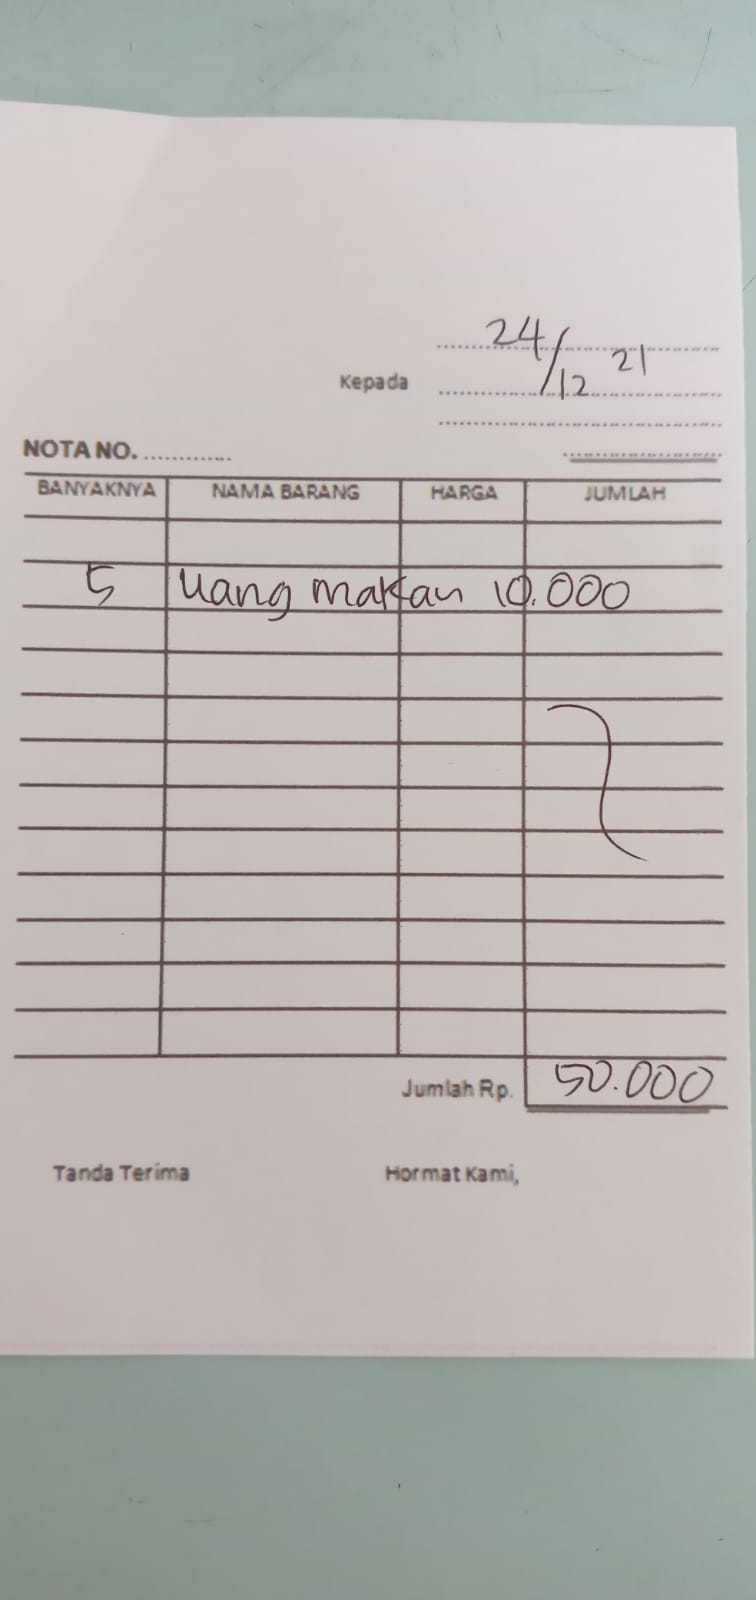 24/12 21
Kepada
NOTA NO. .............
BANYAKNYA NAMA BARANG HARGA JUMLAH
5 Uang makan 10.000
Jumlah Rp. 50.000
Tanda Terima Hormat Kami,